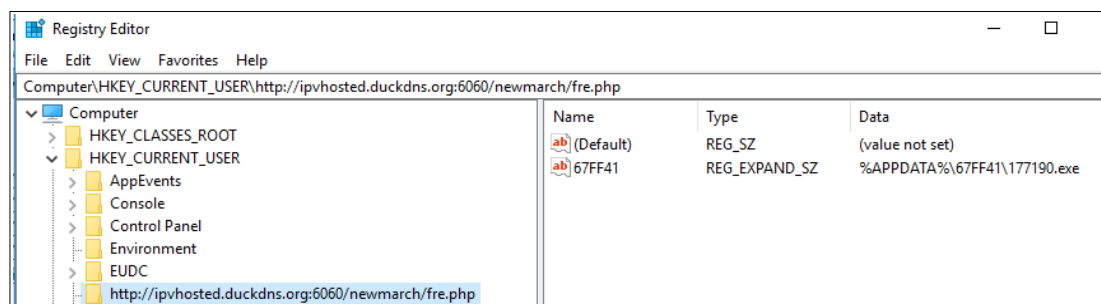 Registry Editor
File Edit View Favorites Help
Computer\HKEY_CURRENT_USER\http://ipvhosted.duckdns.org:6060/newmarch/fre.php
Computer
HKEY_CLASSES_ROOT
HKEY_CURRENT_USER
AppEvents
Console
Control Panel
Environment
EUDC
http://ipvhosted.duckdns.org:6060/newmarch/fre.php
Name Type Data
ab (Default) REG_SZ (value not set)
ab 67FF41 REG_EXPAND_SZ %APPDATA%\67FF41\177190.exe